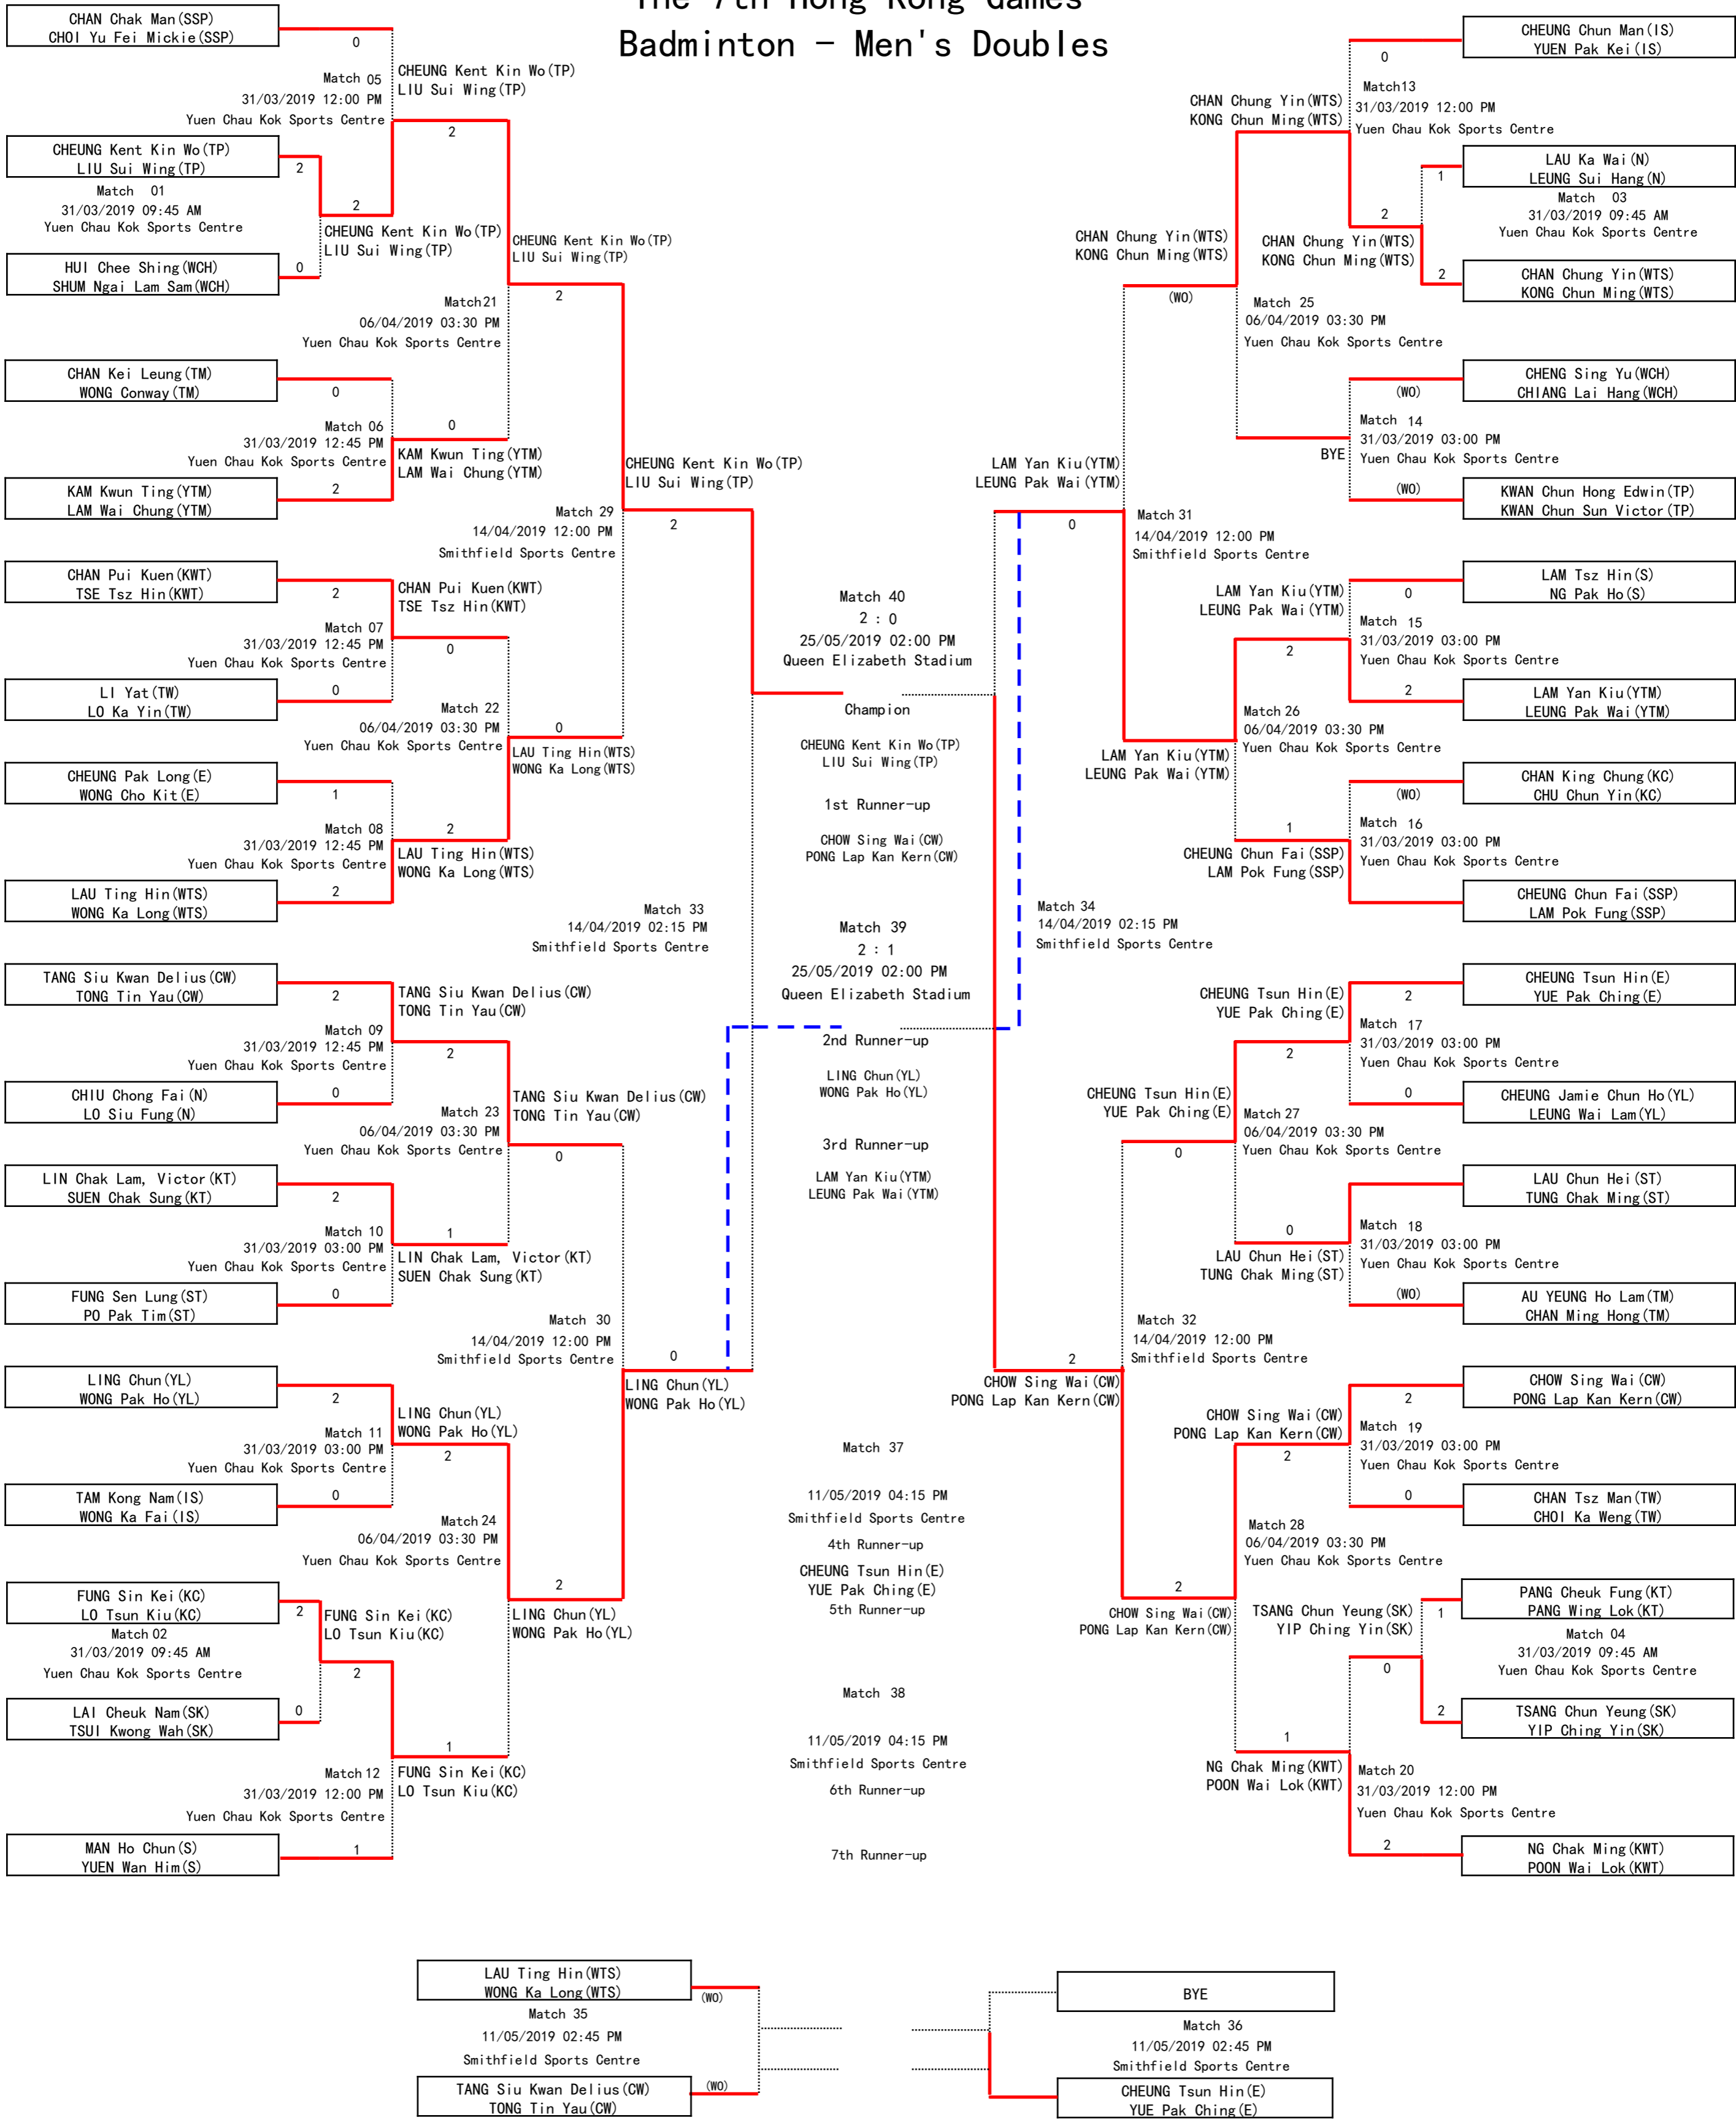 The 7th Hong Kong Games
Badminton - Men's Doubles
CHAN Chak Man(SSP)
CHOI Yu Fei Mickie(SSP)
0
Match 05
31/03/2019 12:00 PM
Yuen Chau Kok Sports Centre
CHEUNG Kent Kin Wo(TP)
LIU Sui Wing(TP)
2
CHEUNG Kent Kin Wo(TP)
LIU Sui Wing(TP)
2
Match 01
31/03/2019 09:45 AM
Yuen Chau Kok Sports Centre
2
CHEUNG Kent Kin Wo(TP)
LIU Sui Wing(TP)
HUI Chee Shing(WCH)
SHUM Ngai Lam Sam(WCH)
0
CHEUNG Kent Kin Wo(TP)
LIU Sui Wing(TP)
2
Match21
06/04/2019 03:30 PM
Yuen Chau Kok Sports Centre
CHAN Kei Leung(TM)
WONG Conway(TM)
0
Match 06
31/03/2019 12:45 PM
Yuen Chau Kok Sports Centre
0
KAM Kwun Ting(YTM)
LAM Wai Chung(YTM)
KAM Kwun Ting(YTM)
LAM Wai Chung(YTM)
2
CHEUNG Kent Kin Wo(TP)
LIU Sui Wing(TP)
2
Match 29
14/04/2019 12:00 PM
Smithfield Sports Centre
CHAN Pui Kuen(KWT)
TSE Tsz Hin(KWT)
2
CHAN Pui Kuen(KWT)
TSE Tsz Hin(KWT)
Match 07
31/03/2019 12:45 PM
Yuen Chau Kok Sports Centre
0
LI Yat(TW)
LO Ka Yin(TW)
0
Match 22
06/04/2019 03:30 PM
Yuen Chau Kok Sports Centre
0
LAU Ting Hin(WTS)
WONG Ka Long(WTS)
CHEUNG Pak Long(E)
WONG Cho Kit(E)
1
Match 08
31/03/2019 12:45 PM
Yuen Chau Kok Sports Centre
2
LAU Ting Hin(WTS)
WONG Ka Long(WTS)
LAU Ting Hin(WTS)
WONG Ka Long(WTS)
2
Match 33
14/04/2019 02:15 PM
Smithfield Sports Centre
TANG Siu Kwan Delius(CW)
TONG Tin Yau(CW)
2
TANG Siu Kwan Delius(CW)
TONG Tin Yau(CW)
Match 09
31/03/2019 12:45 PM
Yuen Chau Kok Sports Centre
2
CHIU Chong Fai(N)
LO Siu Fung(N)
0
Match 23
06/04/2019 03:30 PM
Yuen Chau Kok Sports Centre
TANG Siu Kwan Delius(CW)
TONG Tin Yau(CW)
0
LIN Chak Lam, Victor(KT)
SUEN Chak Sung(KT)
2
Match 10
31/03/2019 03:00 PM
Yuen Chau Kok Sports Centre
1
LIN Chak Lam, Victor(KT)
SUEN Chak Sung(KT)
FUNG Sen Lung(ST)
PO Pak Tim(ST)
0
Match 30
14/04/2019 12:00 PM
Smithfield Sports Centre
0
LING Chun(YL)
WONG Pak Ho(YL)
LING Chun(YL)
WONG Pak Ho(YL)
2
LING Chun(YL)
WONG Pak Ho(YL)
Match 11
31/03/2019 03:00 PM
Yuen Chau Kok Sports Centre
2
TAM Kong Nam(IS)
WONG Ka Fai(IS)
0
Match 24
06/04/2019 03:30 PM
Yuen Chau Kok Sports Centre
2
LING Chun(YL)
WONG Pak Ho(YL)
FUNG Sin Kei(KC)
LO Tsun Kiu(KC)
2
FUNG Sin Kei(KC)
LO Tsun Kiu(KC)
Match 02
31/03/2019 09:45 AM
Yuen Chau Kok Sports Centre
2
LAI Cheuk Nam(SK)
TSUI Kwong Wah(SK)
0
1
Match 12
31/03/2019 12:00 PM
Yuen Chau Kok Sports Centre
FUNG Sin Kei(KC)
LO Tsun Kiu(KC)
MAN Ho Chun(S)
YUEN Wan Him(S)
1
Match 40
2 : 0
25/05/2019 02:00 PM
Queen Elizabeth Stadium
Champion
CHEUNG Kent Kin Wo(TP)
LIU Sui Wing(TP)
1st Runner-up
CHOW Sing Wai(CW)
PONG Lap Kan Kern(CW)
Match 39
2 : 1
25/05/2019 02:00 PM
Queen Elizabeth Stadium
2nd Runner-up
LING Chun(YL)
WONG Pak Ho(YL)
3rd Runner-up
LAM Yan Kiu(YTM)
LEUNG Pak Wai(YTM)
Match 37
11/05/2019 04:15 PM
Smithfield Sports Centre
4th Runner-up
CHEUNG Tsun Hin(E)
YUE Pak Ching(E)
5th Runner-up
Match 38
11/05/2019 04:15 PM
Smithfield Sports Centre
6th Runner-up
7th Runner-up
CHEUNG Chun Man(IS)
YUEN Pak Kei(IS)
0
Match13
31/03/2019 12:00 PM
Yuen Chau Kok Sports Centre
CHAN Chung Yin(WTS)
KONG Chun Ming(WTS)
LAU Ka Wai(N)
LEUNG Sui Hang(N)
1
Match 03
31/03/2019 09:45 AM
Yuen Chau Kok Sports Centre
2
CHAN Chung Yin(WTS)
KONG Chun Ming(WTS)
CHAN Chung Yin(WTS)
KONG Chun Ming(WTS)
2
CHAN Chung Yin(WTS)
KONG Chun Ming(WTS)
(WO)
Match 25
06/04/2019 03:30 PM
Yuen Chau Kok Sports Centre
CHENG Sing Yu(WCH)
CHIANG Lai Hang(WCH)
(WO)
Match 14
31/03/2019 03:00 PM
Yuen Chau Kok Sports Centre
BYE
(WO)
KWAN Chun Hong Edwin(TP)
KWAN Chun Sun Victor(TP)
LAM Yan Kiu(YTM)
LEUNG Pak Wai(YTM)
0
Match 31
14/04/2019 12:00 PM
Smithfield Sports Centre
LAM Tsz Hin(S)
NG Pak Ho(S)
0
LAM Yan Kiu(YTM)
LEUNG Pak Wai(YTM)
Match 15
31/03/2019 03:00 PM
Yuen Chau Kok Sports Centre
2
2
LAM Yan Kiu(YTM)
LEUNG Pak Wai(YTM)
Match 26
06/04/2019 03:30 PM
Yuen Chau Kok Sports Centre
LAM Yan Kiu(YTM)
LEUNG Pak Wai(YTM)
CHAN King Chung(KC)
CHU Chun Yin(KC)
(WO)
Match 16
31/03/2019 03:00 PM
Yuen Chau Kok Sports Centre
1
CHEUNG Chun Fai(SSP)
LAM Pok Fung(SSP)
CHEUNG Chun Fai(SSP)
LAM Pok Fung(SSP)
Match 34
14/04/2019 02:15 PM
Smithfield Sports Centre
CHEUNG Tsun Hin(E)
YUE Pak Ching(E)
2
CHEUNG Tsun Hin(E)
YUE Pak Ching(E)
Match 17
31/03/2019 03:00 PM
Yuen Chau Kok Sports Centre
2
0
CHEUNG Jamie Chun Ho(YL)
LEUNG Wai Lam(YL)
CHEUNG Tsun Hin(E)
YUE Pak Ching(E)
0
Match 27
06/04/2019 03:30 PM
Yuen Chau Kok Sports Centre
LAU Chun Hei(ST)
TUNG Chak Ming(ST)
0
Match 18
31/03/2019 03:00 PM
Yuen Chau Kok Sports Centre
LAU Chun Hei(ST)
TUNG Chak Ming(ST)
(WO)
AU YEUNG Ho Lam(TM)
CHAN Ming Hong(TM)
Match 32
14/04/2019 12:00 PM
Smithfield Sports Centre
2
CHOW Sing Wai(CW)
PONG Lap Kan Kern(CW)
CHOW Sing Wai(CW)
PONG Lap Kan Kern(CW)
2
CHOW Sing Wai(CW)
PONG Lap Kan Kern(CW)
Match 19
31/03/2019 03:00 PM
Yuen Chau Kok Sports Centre
2
0
CHAN Tsz Man(TW)
CHOI Ka Weng(TW)
Match 28
06/04/2019 03:30 PM
Yuen Chau Kok Sports Centre
2
CHOW Sing Wai(CW)
PONG Lap Kan Kern(CW)
PANG Cheuk Fung(KT)
PANG Wing Lok(KT)
1
TSANG Chun Yeung(SK)
YIP Ching Yin(SK)
Match 04
31/03/2019 09:45 AM
Yuen Chau Kok Sports Centre
0
2
TSANG Chun Yeung(SK)
YIP Ching Yin(SK)
1
NG Chak Ming(KWT)
POON Wai Lok(KWT)
Match 20
31/03/2019 12:00 PM
Yuen Chau Kok Sports Centre
2
NG Chak Ming(KWT)
POON Wai Lok(KWT)
LAU Ting Hin(WTS)
WONG Ka Long(WTS)
(WO)
Match 35
11/05/2019 02:45 PM
Smithfield Sports Centre
TANG Siu Kwan Delius(CW)
TONG Tin Yau(CW)
(WO)
BYE
Match 36
11/05/2019 02:45 PM
Smithfield Sports Centre
CHEUNG Tsun Hin(E)
YUE Pak Ching(E)